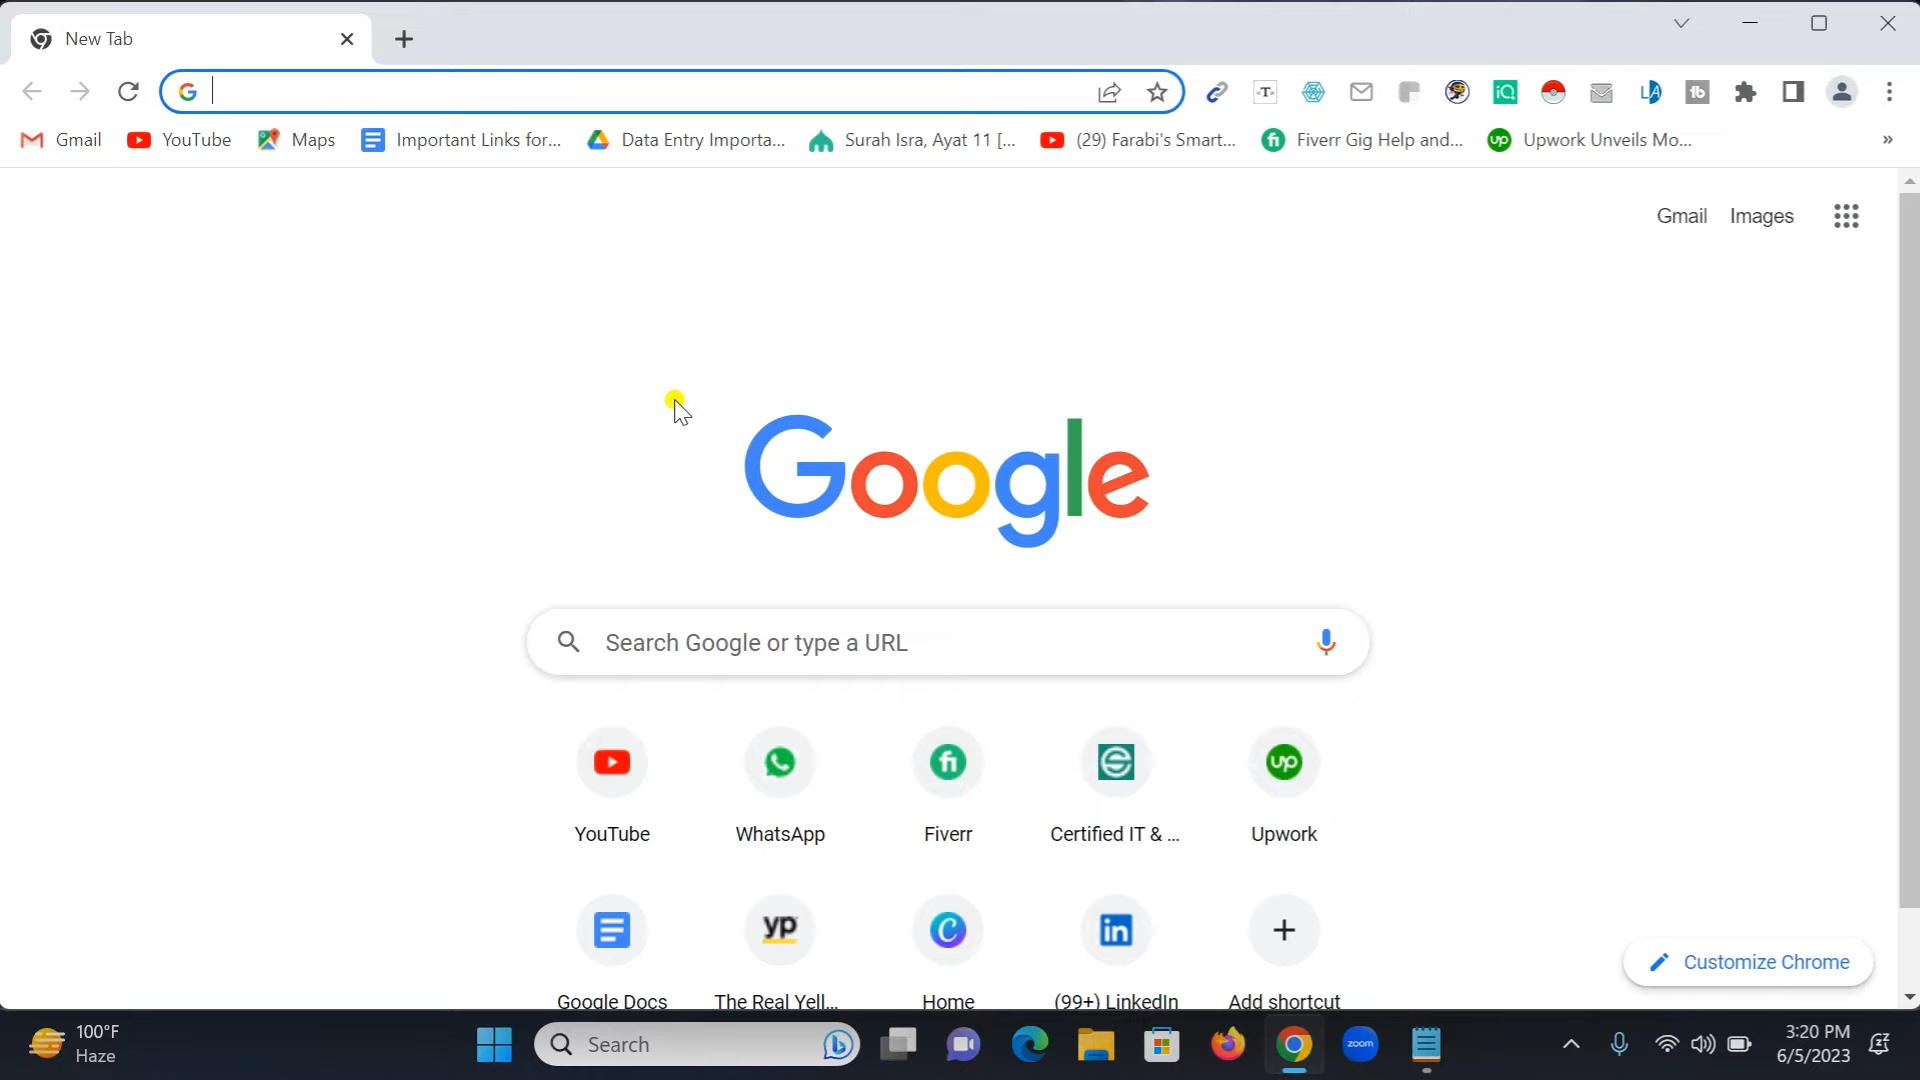 New Tab
Gmail
YouTube
Maps
Important Links for...
Data Entry Importa...
Surah Isra, Ayat 11 [...
(29) Farabi's Smart...
Fiverr Gig Help and...
Upwork Unveils Mo...
Gmail Images
Google
Search Google or type a URL
YouTube
WhatsApp
Fiverr
Certified IT & ...
Upwork
Google Docs
The Real Yell...
Home
(99+) LinkedIn
Add shortcut
Customize Chrome
100°F
Haze
Search
zoom
3:20 PM
6/5/2023